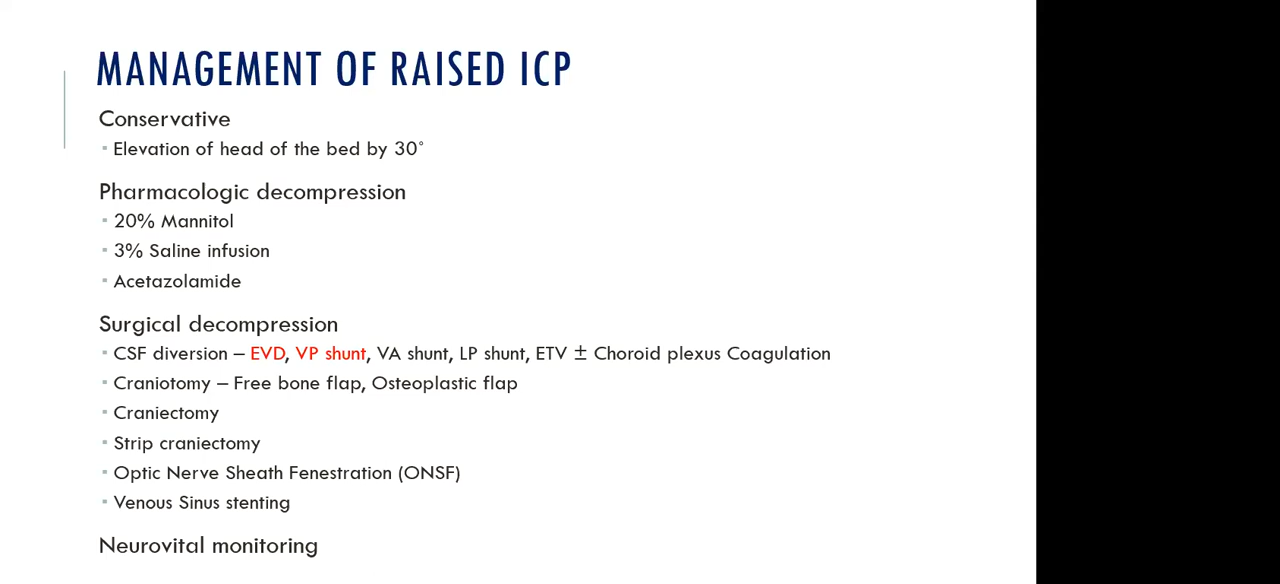 MANAGEMENT OF RAISED ICP
Conservative
▪ Elevation of head of the bed by 30°
Pharmacologic decompression
▪ 20% Mannitol
▪ 3% Saline infusion
▪ Acetazolamide
Surgical decompression
▪ CSF diversion – EVD, VP shunt, VA shunt, LP shunt, ETV ± Choroid plexus Coagulation
▪ Craniotomy – Free bone flap, Osteoplastic flap
▪ Craniectomy
▪ Strip craniectomy
▪ Optic Nerve Sheath Fenestration (ONSF)
▪ Venous Sinus stenting
Neurovital monitoring